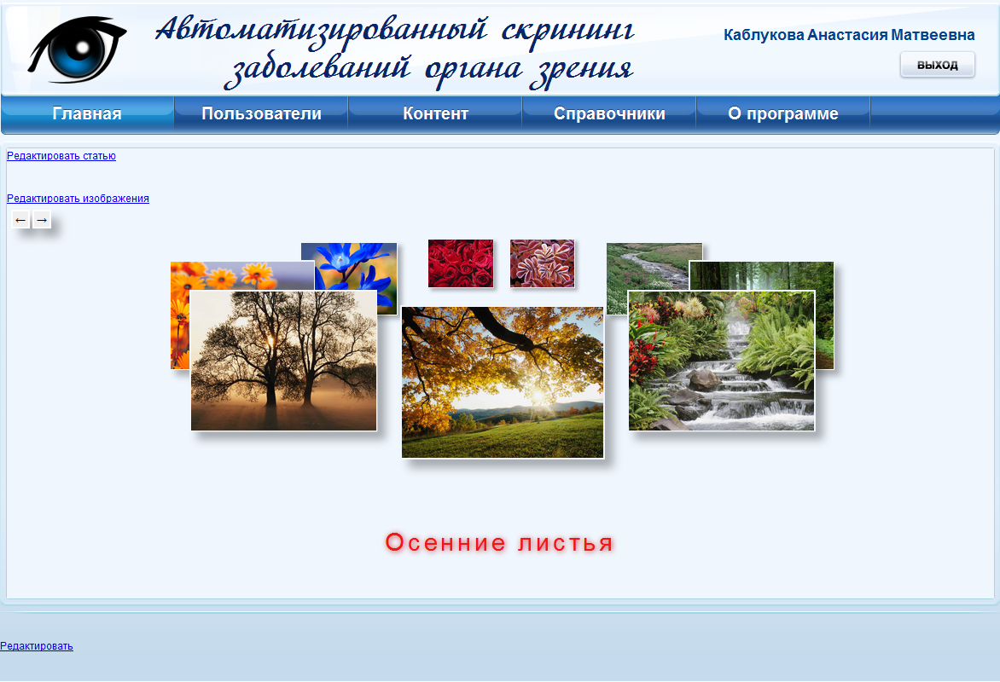 Автоматизированный скрининг
заболеваний органа зрения
Каблукова Анастасия Матвеевна
ВЫХОД
Главная Пользователи Контент Справочники О программе
Редактировать статью
Редактировать изображения
← →
Осенние листья
Редактировать